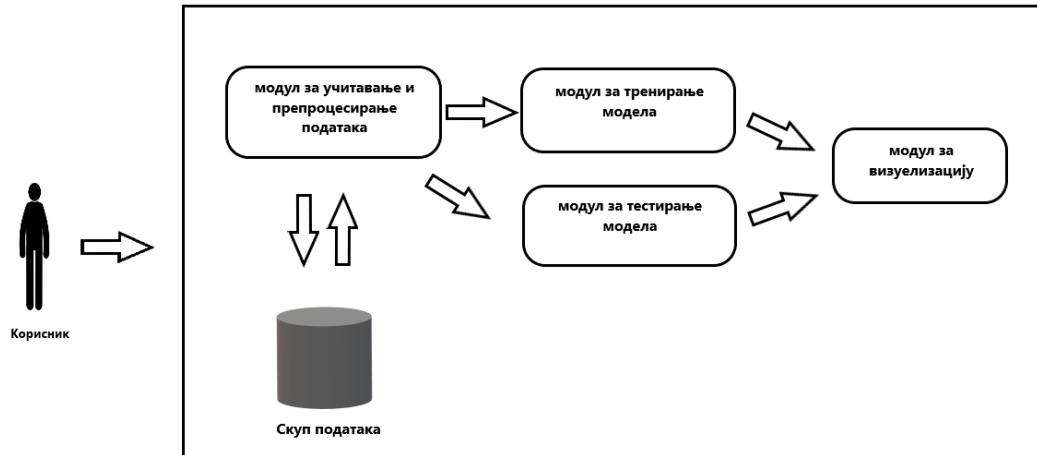 модул за учитавање и
препроцесирање
података
модул за тренирање
модела
модул за
визуелизацију
модул за тестирање
модела
Корисник
Скуп података